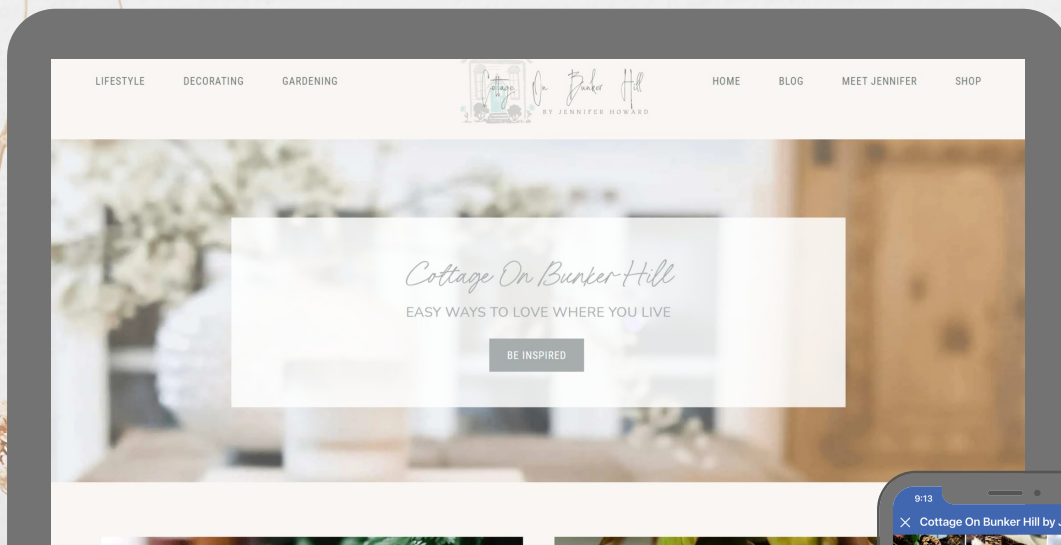 LIFESTYLE DECORATING GARDENING
Cottage On Bunker Hill
BY JENNIFER HOWARD
HOME BLOG MEET JENNIFER SHOP
Cottage On Bunker Hill
EASY WAYS TO LOVE WHERE YOU LIVE
BE INSPIRED
9:13
Cottage On Bunker Hill by